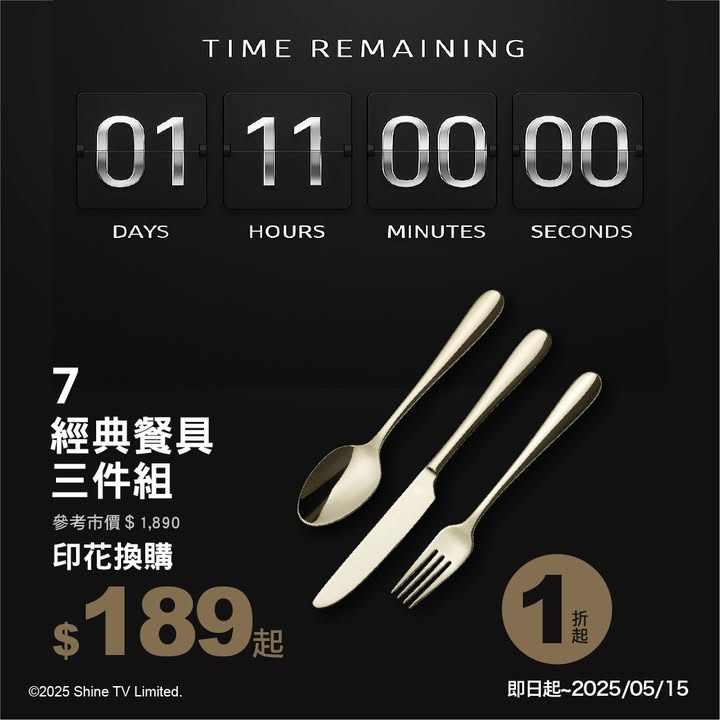 TIME REMAINING
01 11 00 00
DAYS HOURS MINUTES SECONDS
7
經典餐具
三件組
參考市價 $ 1,890
印花換購
$189起
1折起
©2025 Shine TV Limited.
即日起~2025/05/15